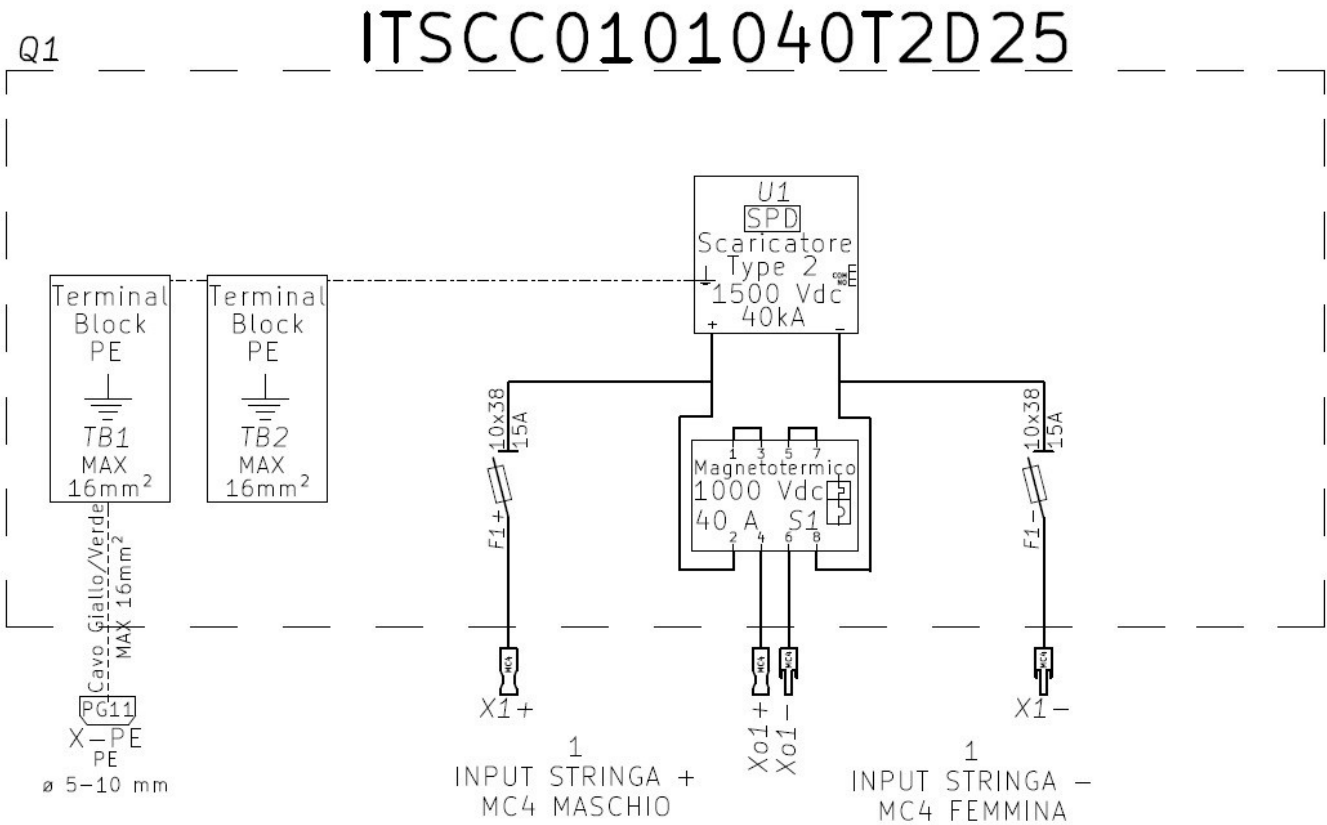 ITSCC0101040T2D25
Q1
U1
SPD
Scaricatore
Type 2
1500 Vdc
40kA
+
-
COM
Terminal
Block
PE
TB1
MAX
16mm²
Terminal
Block
PE
TB2
MAX
16mm²
10x38
15A
F1+
1 3 5 7
Magnetotermico
1000 Vdc
40 A S1
2 4 6 8
10x38
15A
F1-
Cavo Giallo/Verde
MAX 16mm²
PG11
X-PE
PE
ø 5-10 mm
MC4
X1+
MC4
Xo1+
MC4
Xo1-
MC4
X1-
1
INPUT STRINGA +
MC4 MASCHIO
1
INPUT STRINGA -
MC4 FEMMINA